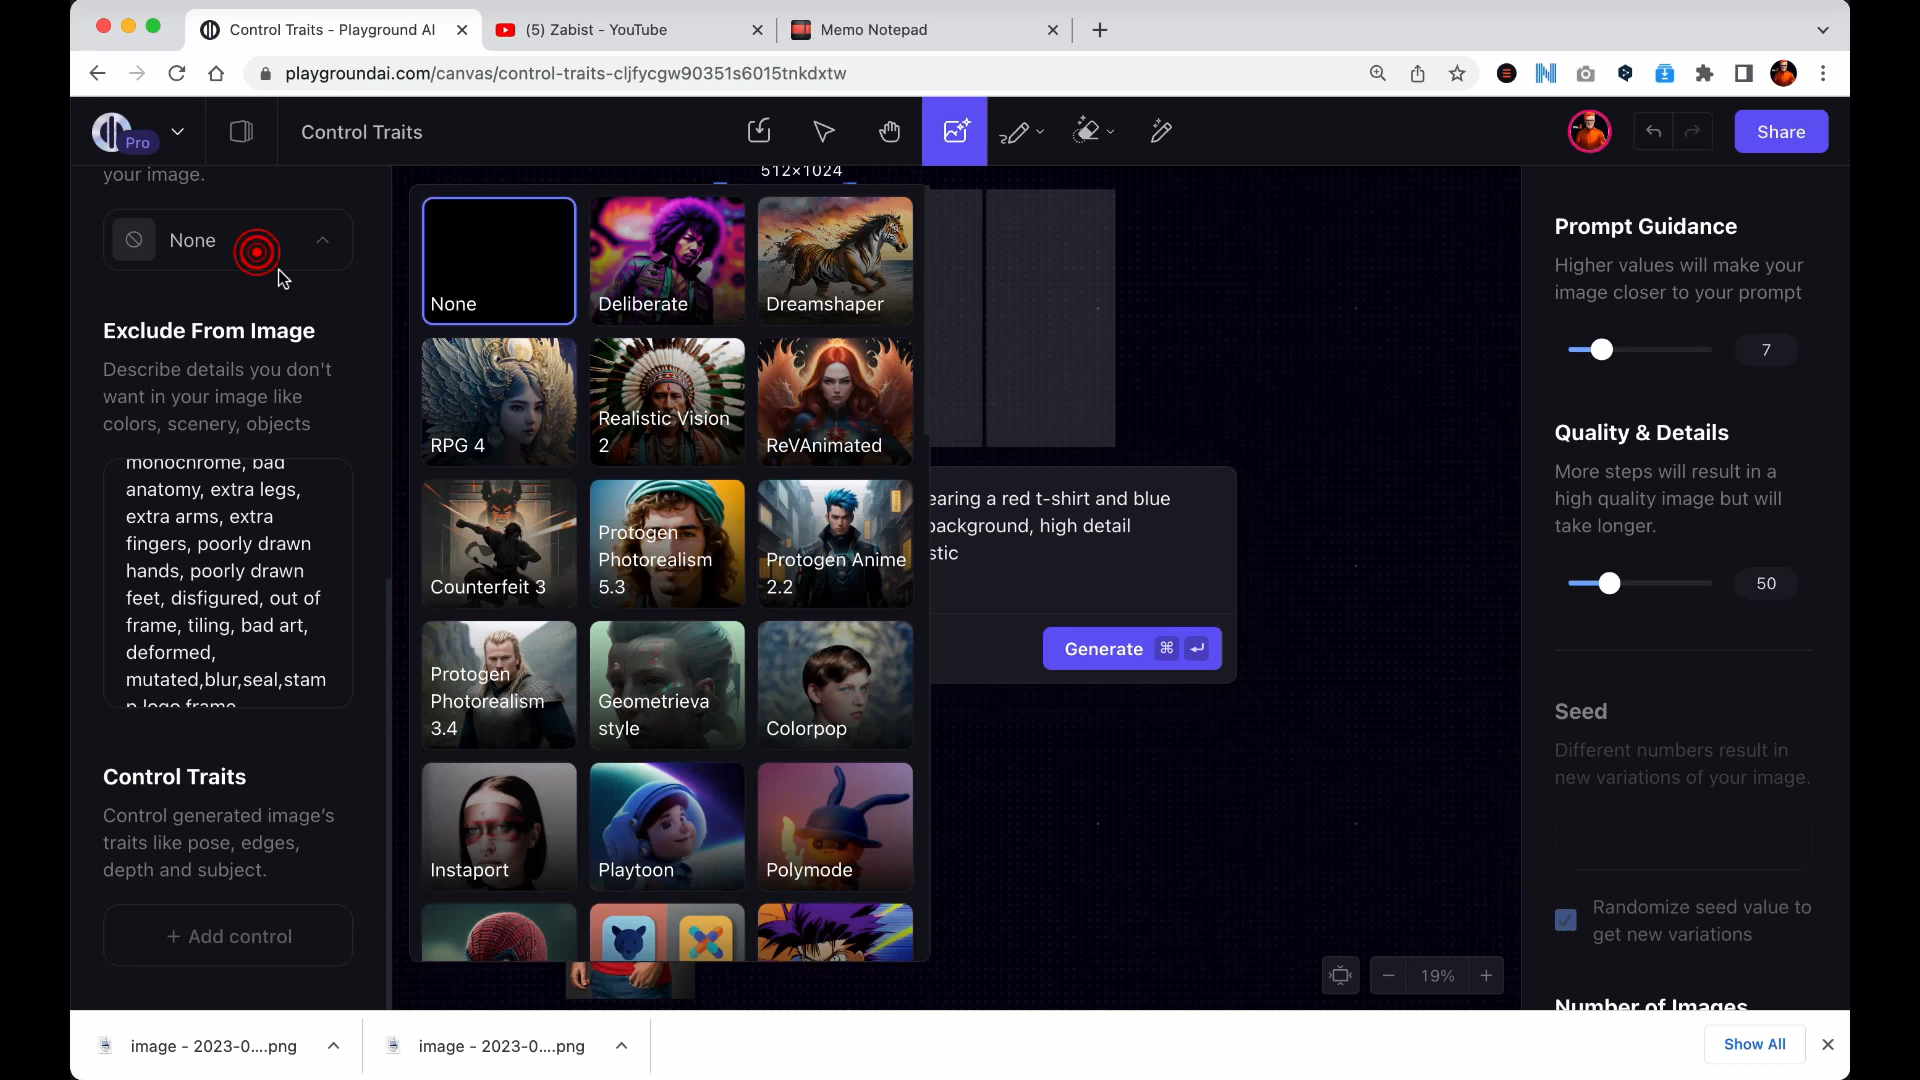 Control Traits - Playground AI
(5) Zabist - YouTube
Memo Notepad
playgroundai.com/canvas/control-traits-cljfycgw90351s6015tnkdxtw
Pro
Control Traits
Share
your image.
None
Exclude From Image
Describe details you don't
want in your image like
colors, scenery, objects
monochrome, bad
anatomy, extra legs,
extra arms, extra
fingers, poorly drawn
hands, poorly drawn
feet, disfigured, out of
frame, tiling, bad art,
deformed,
mutated,blur,seal,stam
p,logo frame
Control Traits
Control generated image's
traits like pose, edges,
depth and subject.
+ Add control
512×1024
None
Deliberate
Dreamshaper
RPG 4
Realistic Vision
2
ReVAnimated
Counterfeit 3
Protogen
Photorealism
5.3
Protogen Anime
2.2
Protogen
Photorealism
3.4
Geometrieva
style
Colorpop
Instaport
Playtoon
Polymode
earing a red t-shirt and blue
background, high detail
stic
Generate ⌘
19%
Prompt Guidance
Higher values will make your
image closer to your prompt
7
Quality & Details
More steps will result in a
high quality image but will
take longer.
50
Seed
Different numbers result in
new variations of your image.
Randomize seed value to
get new variations
Number of Images
image - 2023-0....png
image - 2023-0....png
Show All